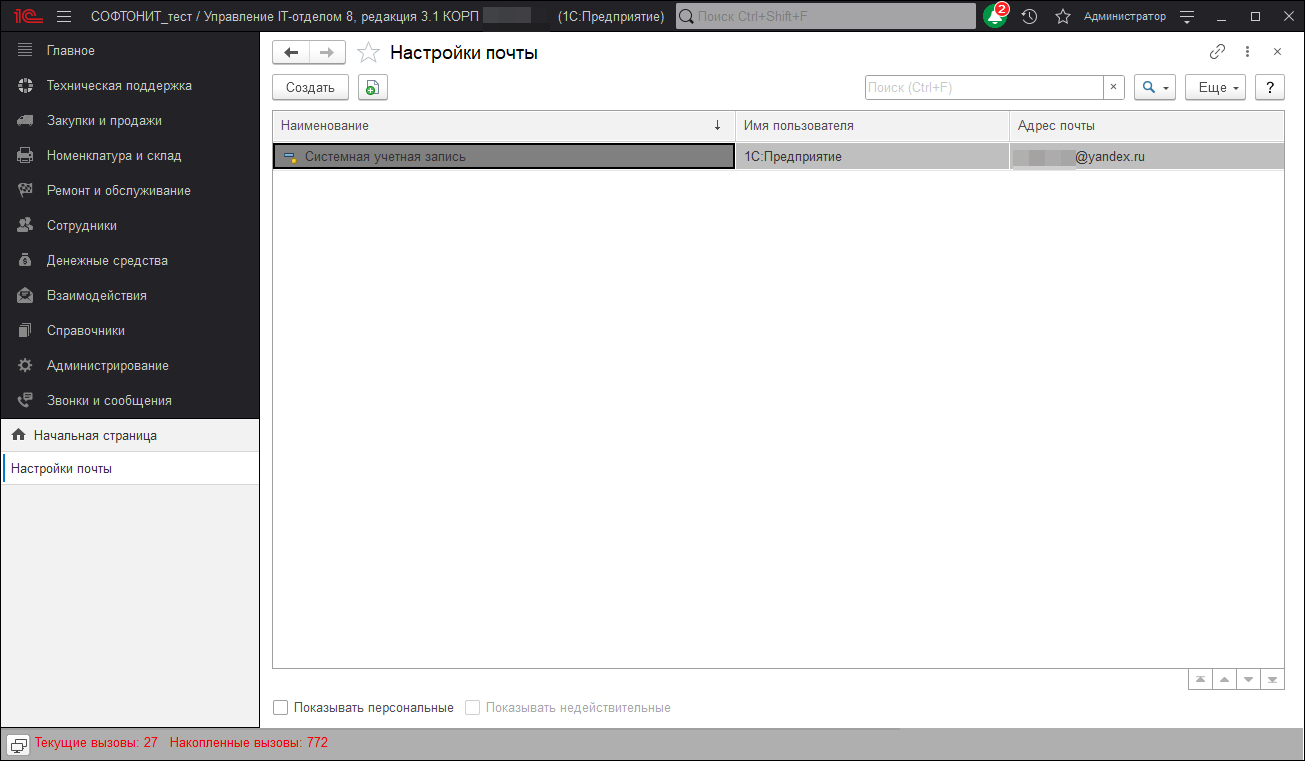 1С СОФТОНИТ_тест / Управление IT-отделом 8, редакция 3.1 КОРП (1С:Предприятие) Поиск Ctrl+Shift+F 2 Администратор
Главное
Техническая поддержка
Закупки и продажи
Номенклатура и склад
Ремонт и обслуживание
Сотрудники
Денежные средства
Взаимодействия
Справочники
Администрирование
Звонки и сообщения
Начальная страница
Настройки почты
Настройки почты
Создать Поиск (Ctrl+F) × Еще ?
Наименование ↓ Имя пользователя Адрес почты
Системная учетная запись 1С:Предприятие @yandex.ru
Показывать персональные Показывать недействительные
Текущие вызовы: 27 Накопленные вызовы: 772